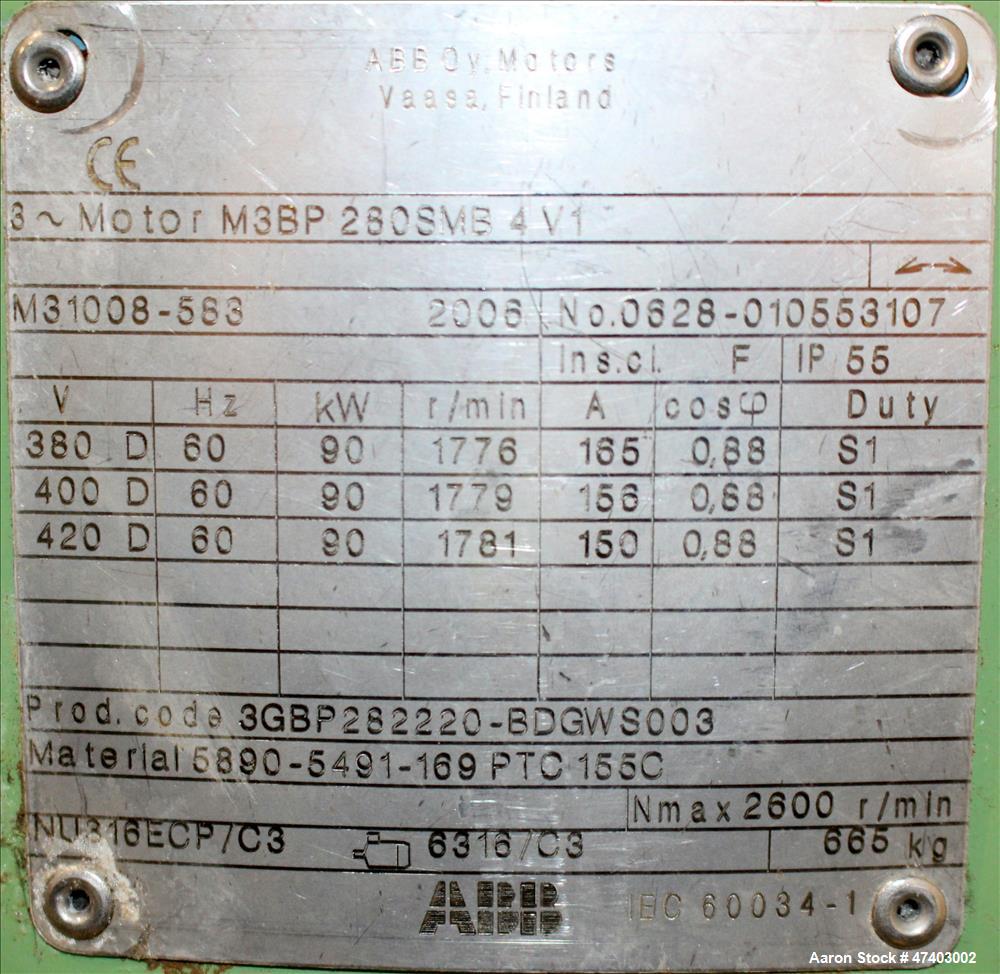 ABB Oy, Motors
Vaasa, Finland
CE
3 ~ Motor M3BP 280SMB 4 V1
M31008-583 2006 No.0628-010553107
Ins.cl. F IP 55
V Hz kW r/min A cosφ Duty
380 D 60 90 1776 165 0,88 S1
400 D 60 90 1779 156 0,88 S1
420 D 60 90 1781 150 0,88 S1
Prod.code 3GBP282220-BDGWS003
Material 5890-5491-169 PTC 155C
Nmax 2600 r/min
NU316ECP/C3 6316/C3 665 kg
ABB IEC 60034-1
Aaron Stock # 47403002